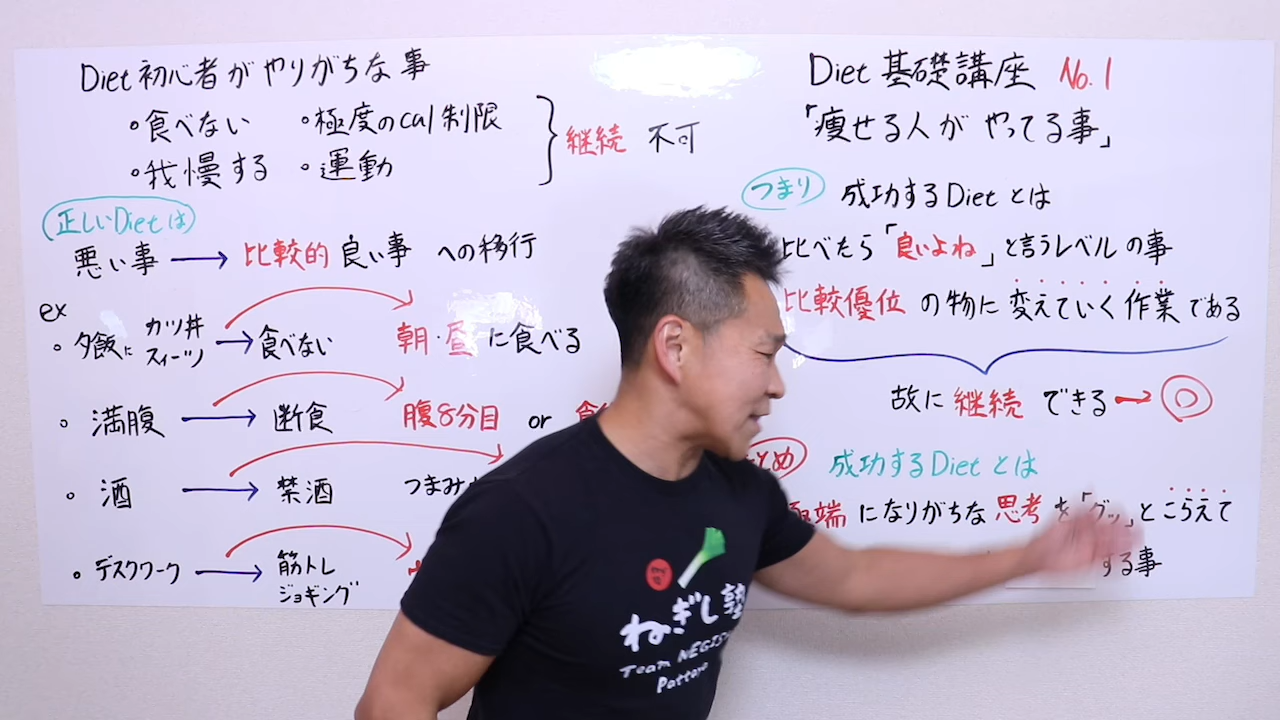 Diet 初心者がやりがちな事
・食べない ・極度のcal制限
・我慢する ・運動
継続 不可
正しいDietは
悪い事 → 比較的 良い事 への移行
ex
・夕飯に カツ丼 スィーツ → 食べない 朝・昼 に食べる
・満腹 → 断食 腹8分目 or
・酒 → 禁酒 つまみ
・デスクワーク → 筋トレ ジョギング
Diet 基礎講座 No.1
「痩せる人が やってる事」
つまり 成功するDietとは
比べたら「良いよね」と言うレベルの事
比較優位 の物に 変えていく作業である
故に 継続 できる → ◎
まとめ 成功するDietとは
極端 になりがちな 思考 を「グッ」とこらえて
する事
ねぎし塾
Team NEGISHI
Pattaya